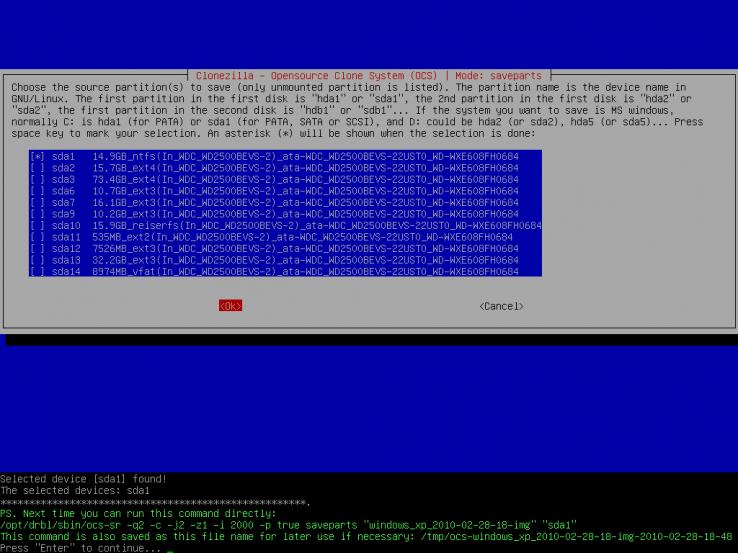 Clonezilla - Opensource Clone System (OCS) | Mode: saveparts
Choose the source partition(s) to save (only unmounted partition is listed). The partition name is the device name in
GNU/Linux. The first partition in the first disk is "hda1" or "sda1", the 2nd partition in the first disk is "hda2" or
"sda2", the first partition in the second disk is "hdb1" or "sdb1"... If the system you want to save is MS windows,
normally C: is hda1 (for PATA) or sda1 (for PATA, SATA or SCSI), and D: could be hda2 (or sda2), hda5 (or sda5)... Press
space key to mark your selection. An asterisk (*) will be shown when the selection is done:
[*] sda1 14.9GB_ntfs(In_WDC_WD2500BEVS-2)_ata-WDC_WD2500BEVS-22UST0_WD-WXE608FH0684
[ ] sda2 15.7GB_ext4(In_WDC_WD2500BEVS-2)_ata-WDC_WD2500BEVS-22UST0_WD-WXE608FH0684
[ ] sda3 73.4GB_ext4(In_WDC_WD2500BEVS-2)_ata-WDC_WD2500BEVS-22UST0_WD-WXE608FH0684
[ ] sda6 10.7GB_ext3(In_WDC_WD2500BEVS-2)_ata-WDC_WD2500BEVS-22UST0_WD-WXE608FH0684
[ ] sda7 16.1GB_ext3(In_WDC_WD2500BEVS-2)_ata-WDC_WD2500BEVS-22UST0_WD-WXE608FH0684
[ ] sda9 10.2GB_ext3(In_WDC_WD2500BEVS-2)_ata-WDC_WD2500BEVS-22UST0_WD-WXE608FH0684
[ ] sda10 15.9GB_reiserfs(In_WDC_WD2500BEVS-2)_ata-WDC_WD2500BEVS-22UST0_WD-WXE608FH0684
[ ] sda11 535MB_ext2(In_WDC_WD2500BEVS-2)_ata-WDC_WD2500BEVS-22UST0_WD-WXE608FH0684
[ ] sda12 7526MB_ext3(In_WDC_WD2500BEVS-2)_ata-WDC_WD2500BEVS-22UST0_WD-WXE608FH0684
[ ] sda13 32.2GB_ext3(In_WDC_WD2500BEVS-2)_ata-WDC_WD2500BEVS-22UST0_WD-WXE608FH0684
[ ] sda14 8974MB_vfat(In_WDC_WD2500BEVS-2)_ata-WDC_WD2500BEVS-22UST0_WD-WXE608FH0684
<Ok> <Cancel>
Selected device [sda1] found!
The selected devices: sda1
*****************************************************.
PS. Next time you can run this command directly:
/opt/drbl/sbin/ocs-sr -q2 -c -j2 -z1 -i 2000 -p true saveparts "windows_xp_2010-02-28-18-img" "sda1"
This command is also saved as this file name for later use if necessary: /tmp/ocs-windows_xp_2010-02-28-18-img-2010-02-28-18-48
Press "Enter" to continue... _